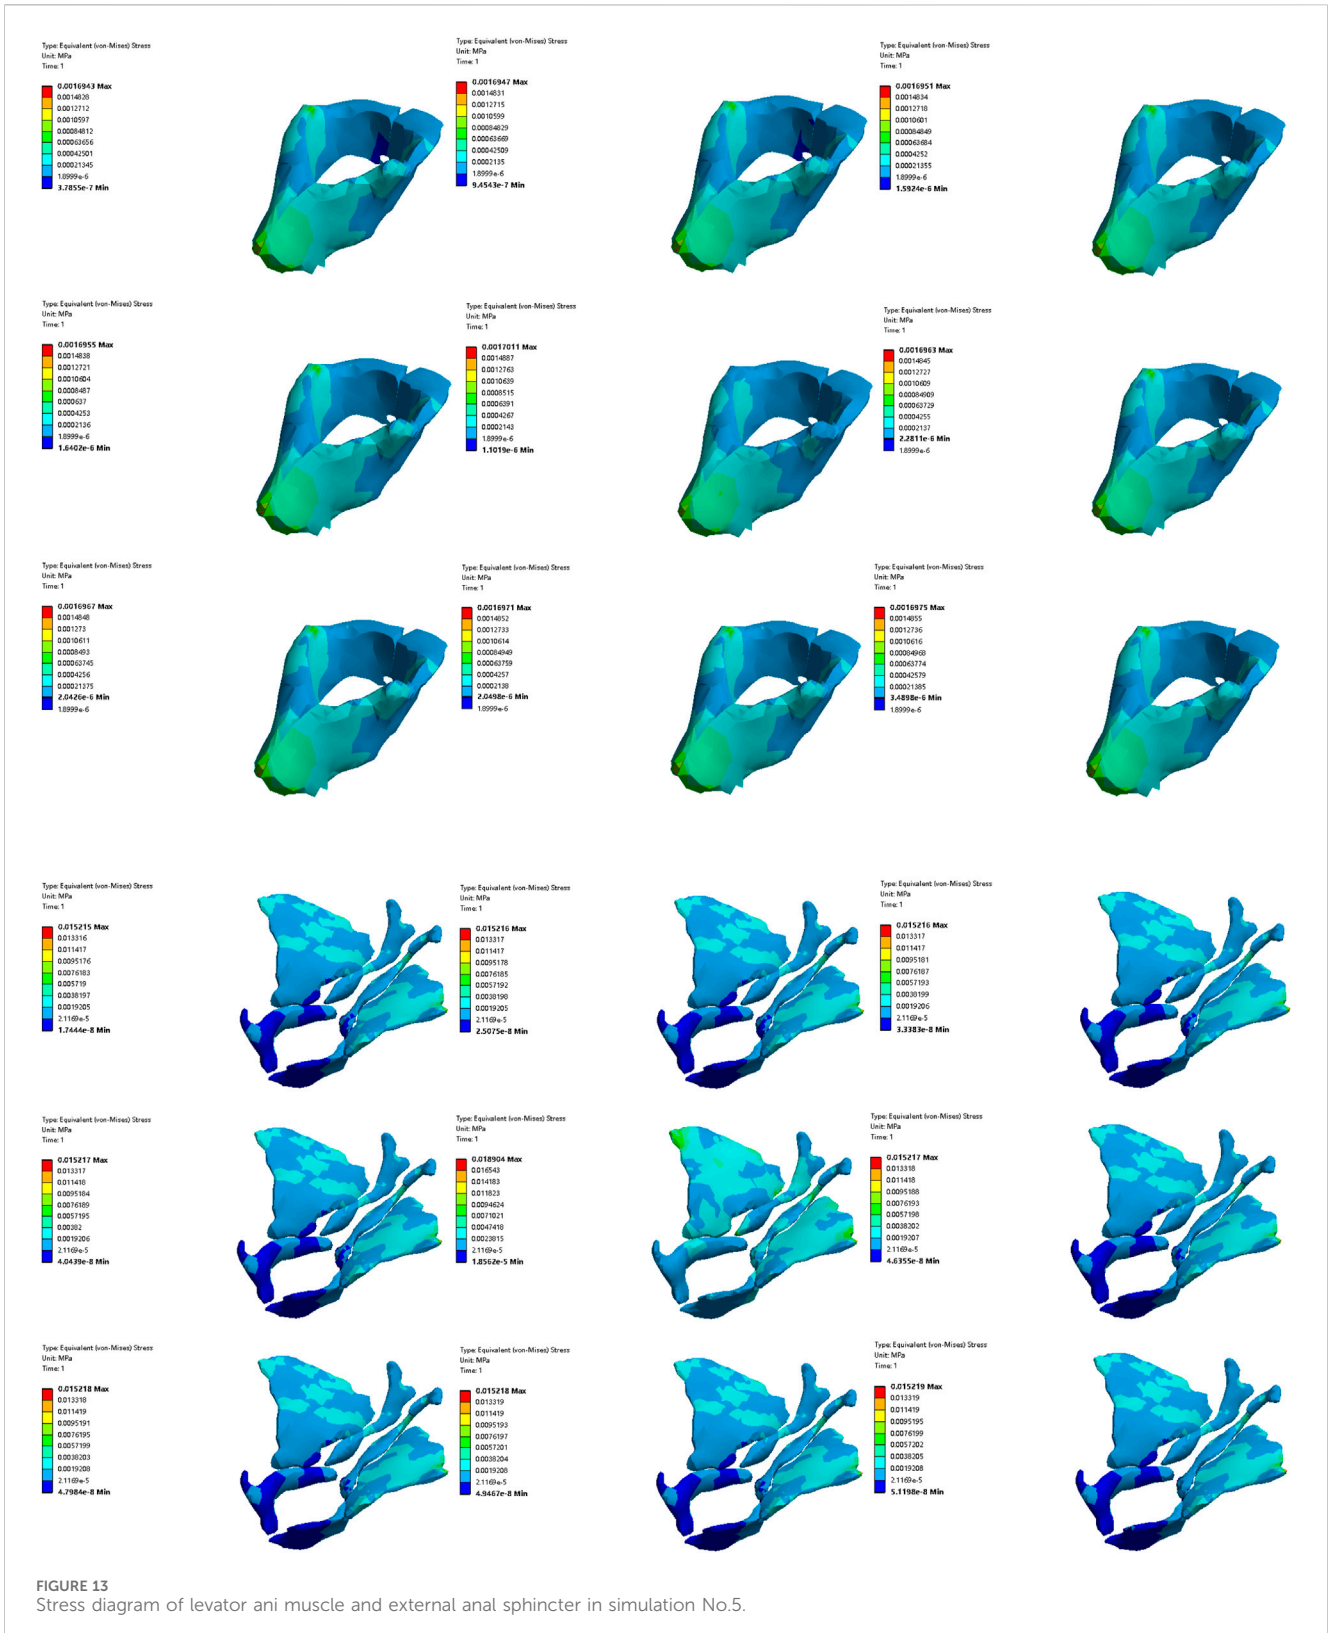 Type: Equivalent (von-Mises) Stress
Unit: MPa
Time: 1
0.0016943 Max
0.0014828
0.0012712
0.0010597
0.00084812
0.00063656
0.00042501
0.00021345
1.8999e-6
3.7855e-7 Min
Type: Equivalent (von-Mises) Stress
Unit: MPa
Time: 1
0.0016947 Max
0.0014831
0.0012715
0.0010599
0.00084829
0.00063669
0.00042509
0.0002135
1.8999e-6
9.4543e-7 Min
Type: Equivalent (von-Mises) Stress
Unit: MPa
Time: 1
0.0016951 Max
0.0014834
0.0012718
0.0010601
0.00084849
0.00063684
0.0004252
0.00021355
1.8999e-6
1.5924e-6 Min
Type: Equivalent (von-Mises) Stress
Unit: MPa
Time: 1
0.0016955 Max
0.0014838
0.0012721
0.0010604
0.0008487
0.000637
0.0004253
0.0002136
1.8999e-6
1.6402e-6 Min
Type: Equivalent (von-Mises) Stress
Unit: MPa
Time: 1
0.0017011 Max
0.0014887
0.0012763
0.0010639
0.0008515
0.0006391
0.0004267
0.0002143
1.8999e-6
1.1019e-6 Min
Type: Equivalent (von-Mises) Stress
Unit: MPa
Time: 1
0.0016963 Max
0.0014845
0.0012727
0.0010609
0.00084909
0.00063729
0.0004255
0.0002137
2.2811e-6 Min
1.8999e-6
Type: Equivalent (von-Mises) Stress
Unit: MPa
Time: 1
0.0016967 Max
0.0014848
0.001273
0.0010611
0.0008493
0.00063745
0.0004256
0.00021375
2.0426e-6 Min
1.8999e-6
Type: Equivalent (von-Mises) Stress
Unit: MPa
Time: 1
0.0016971 Max
0.0014852
0.0012733
0.0010614
0.00084949
0.00063759
0.0004257
0.0002138
2.0498e-6 Min
1.8999e-6
Type: Equivalent (von-Mises) Stress
Unit: MPa
Time: 1
0.0016975 Max
0.0014855
0.0012736
0.0010616
0.00084968
0.00063774
0.00042579
0.00021385
3.4898e-6 Min
1.8999e-6
Type: Equivalent (von-Mises) Stress
Unit: MPa
Time: 1
0.015215 Max
0.013316
0.011417
0.0095176
0.0076183
0.005719
0.0038197
0.0019205
2.1169e-5
1.7444e-8 Min
Type: Equivalent (von-Mises) Stress
Unit: MPa
Time: 1
0.015216 Max
0.013317
0.011417
0.0095178
0.0076185
0.0057192
0.0038198
0.0019205
2.1169e-5
2.5075e-8 Min
Type: Equivalent (von-Mises) Stress
Unit: MPa
Time: 1
0.015216 Max
0.013317
0.011417
0.0095181
0.0076187
0.0057193
0.0038199
0.0019206
2.1169e-5
3.3383e-8 Min
Type: Equivalent (von-Mises) Stress
Unit: MPa
Time: 1
0.015217 Max
0.013317
0.011418
0.0095184
0.0076189
0.0057195
0.00382
0.0019206
2.1169e-5
4.0439e-8 Min
Type: Equivalent (von-Mises) Stress
Unit: MPa
Time: 1
0.018904 Max
0.016543
0.014183
0.011823
0.0094624
0.0071021
0.0047418
0.0023815
2.1169e-5
1.8562e-5 Min
Type: Equivalent (von-Mises) Stress
Unit: MPa
Time: 1
0.015217 Max
0.013318
0.011418
0.0095188
0.0076193
0.0057198
0.0038202
0.0019207
2.1169e-5
4.6355e-8 Min
Type: Equivalent (von-Mises) Stress
Unit: MPa
Time: 1
0.015218 Max
0.013318
0.011419
0.0095191
0.0076195
0.0057199
0.0038203
0.0019208
2.1169e-5
4.7984e-8 Min
Type: Equivalent (von-Mises) Stress
Unit: MPa
Time: 1
0.015218 Max
0.013319
0.011419
0.0095193
0.0076197
0.0057201
0.0038204
0.0019208
2.1169e-5
4.9467e-8 Min
Type: Equivalent (von-Mises) Stress
Unit: MPa
Time: 1
0.015219 Max
0.013319
0.011419
0.0095195
0.0076199
0.0057202
0.0038205
0.0019208
2.1169e-5
5.1198e-8 Min
FIGURE 13
Stress diagram of levator ani muscle and external anal sphincter in simulation No.5.